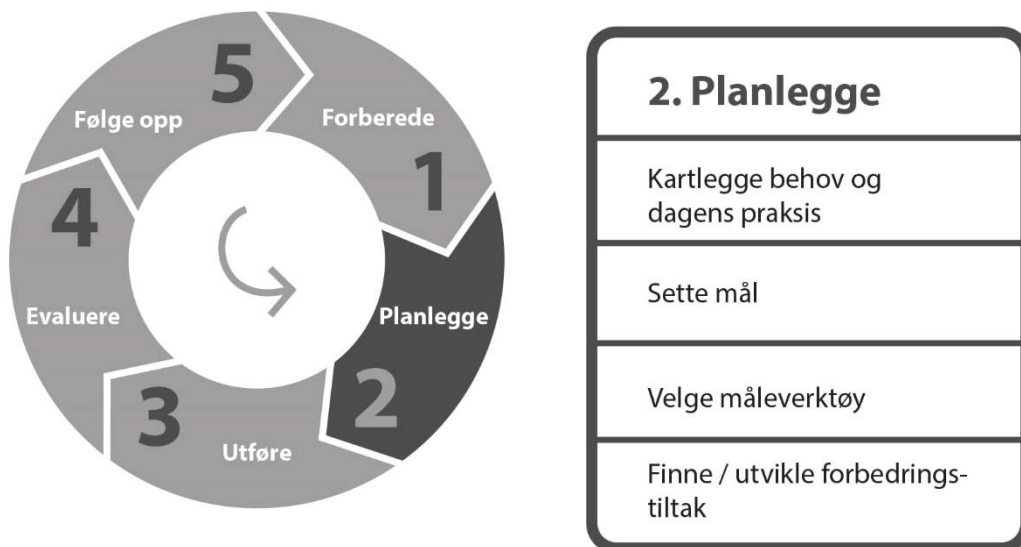 5
Følge opp
Forberede
1
4
Evaluere
Planlegge
2
3
Utføre
2. Planlegge
Kartlegge behov og
dagens praksis
Sette mål
Velge måleverktøy
Finne / utvikle forbedrings-
tiltak